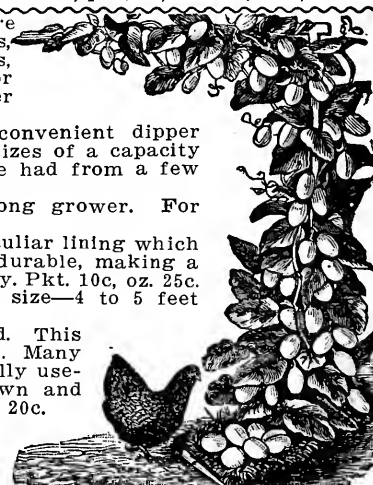 re
s,
s,
or
er
convenient dipper
izes of a capacity
e had from a few
ong grower. For
uliar lining which
durable, making a
y. Pkt. 10c, oz. 25c.
size—4 to 5 feet
d. This
. Many
lly use-
wn and
20c.